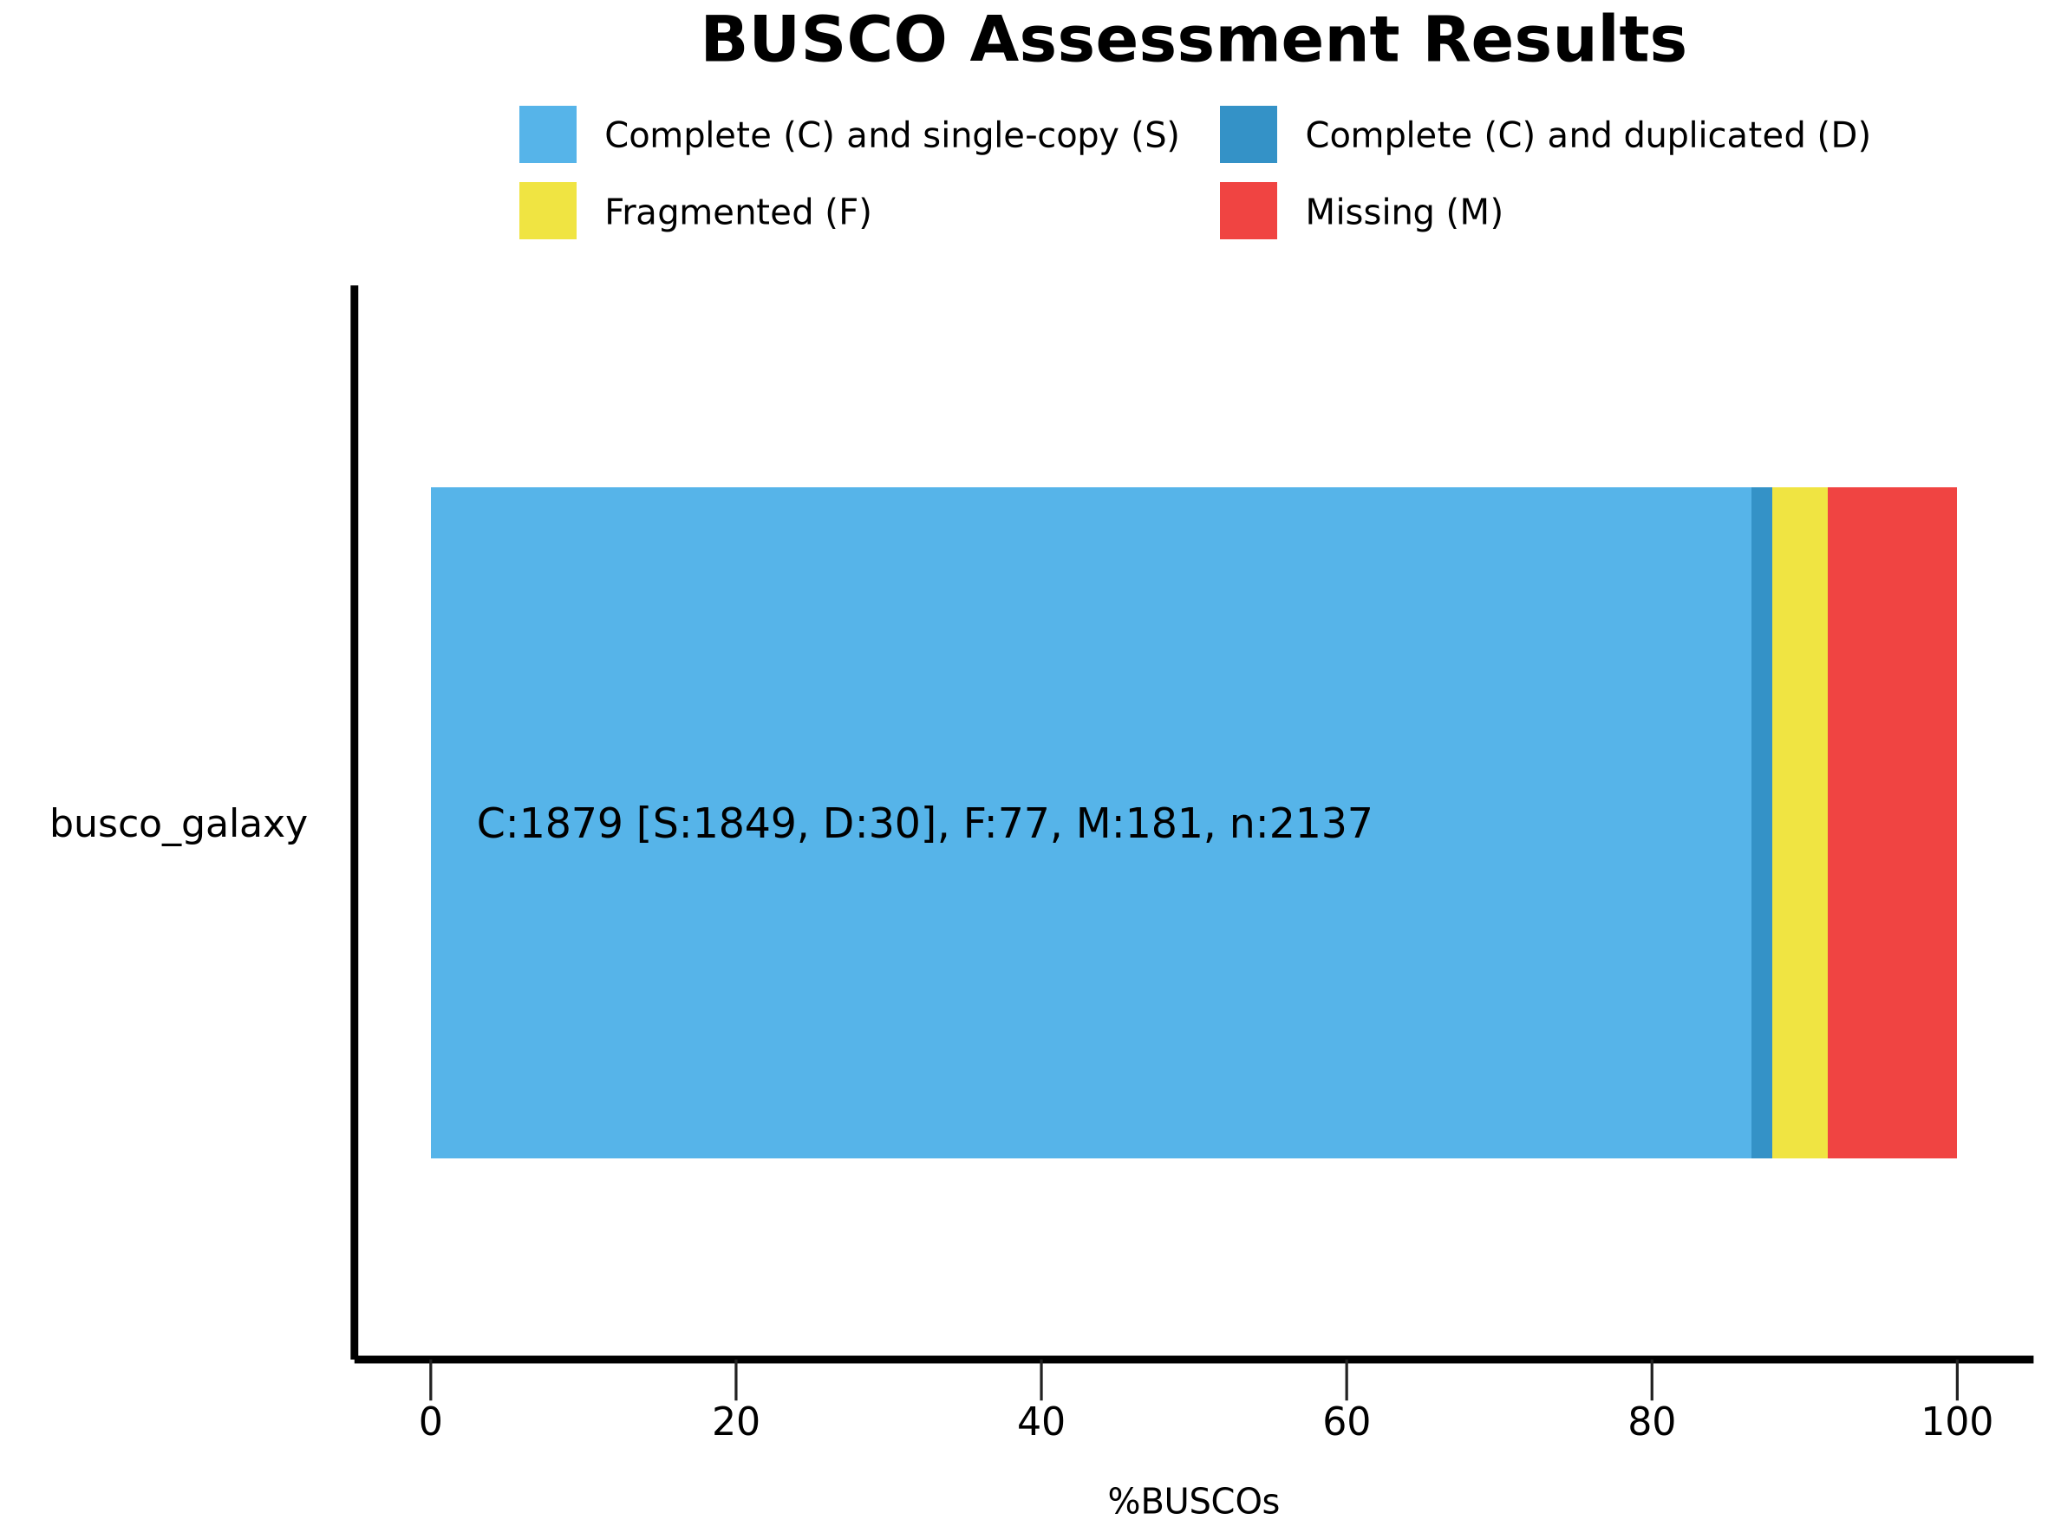 BUSCO Assessment Results
Complete (C) and single-copy (S)
Complete (C) and duplicated (D)
Fragmented (F)
Missing (M)
busco_galaxy
C:1879 [S:1849, D:30], F:77, M:181, n:2137
0 20 40 60 80 100
%BUSCOs